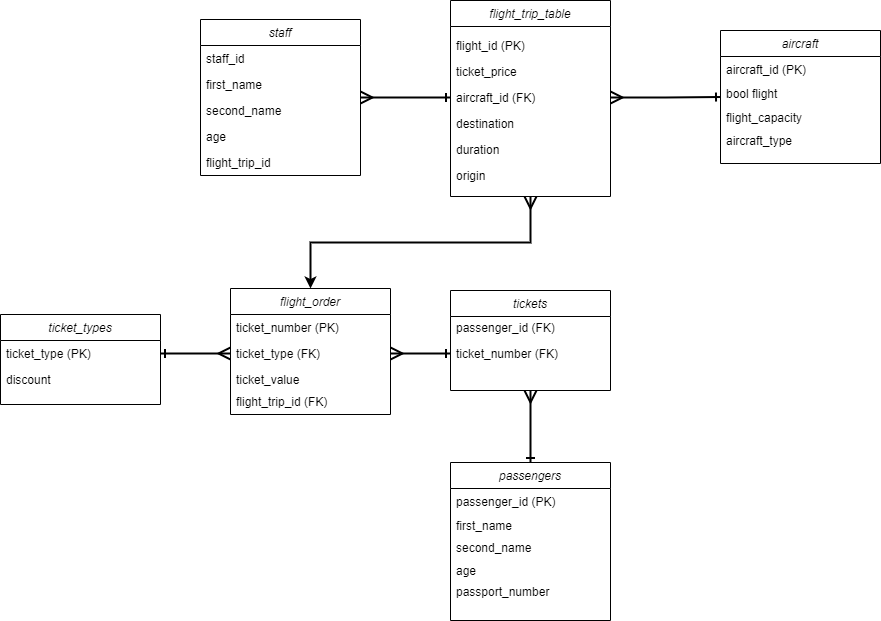 staff
staff_id
first_name
second_name
age
flight_trip_id
flight_trip_table
flight_id (PK)
ticket_price
aircraft_id (FK)
destination
duration
origin
aircraft
aircraft_id (PK)
bool flight
flight_capacity
aircraft_type
ticket_types
ticket_type (PK)
discount
flight_order
ticket_number (PK)
ticket_type (FK)
ticket_value
flight_trip_id (FK)
tickets
passenger_id (FK)
ticket_number (FK)
passengers
passenger_id (PK)
first_name
second_name
age
passport_number